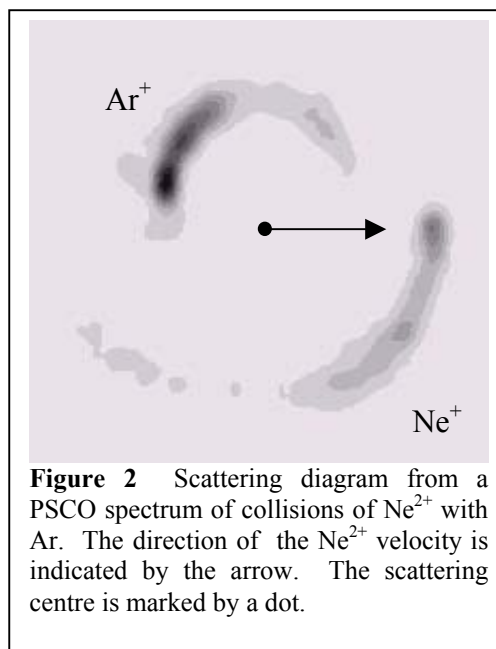 Ar⁺
Ne⁺
Figure 2 Scattering diagram from a
PSCO spectrum of collisions of Ne²⁺ with
Ar. The direction of the Ne²⁺ velocity is
indicated by the arrow. The scattering
centre is marked by a dot.